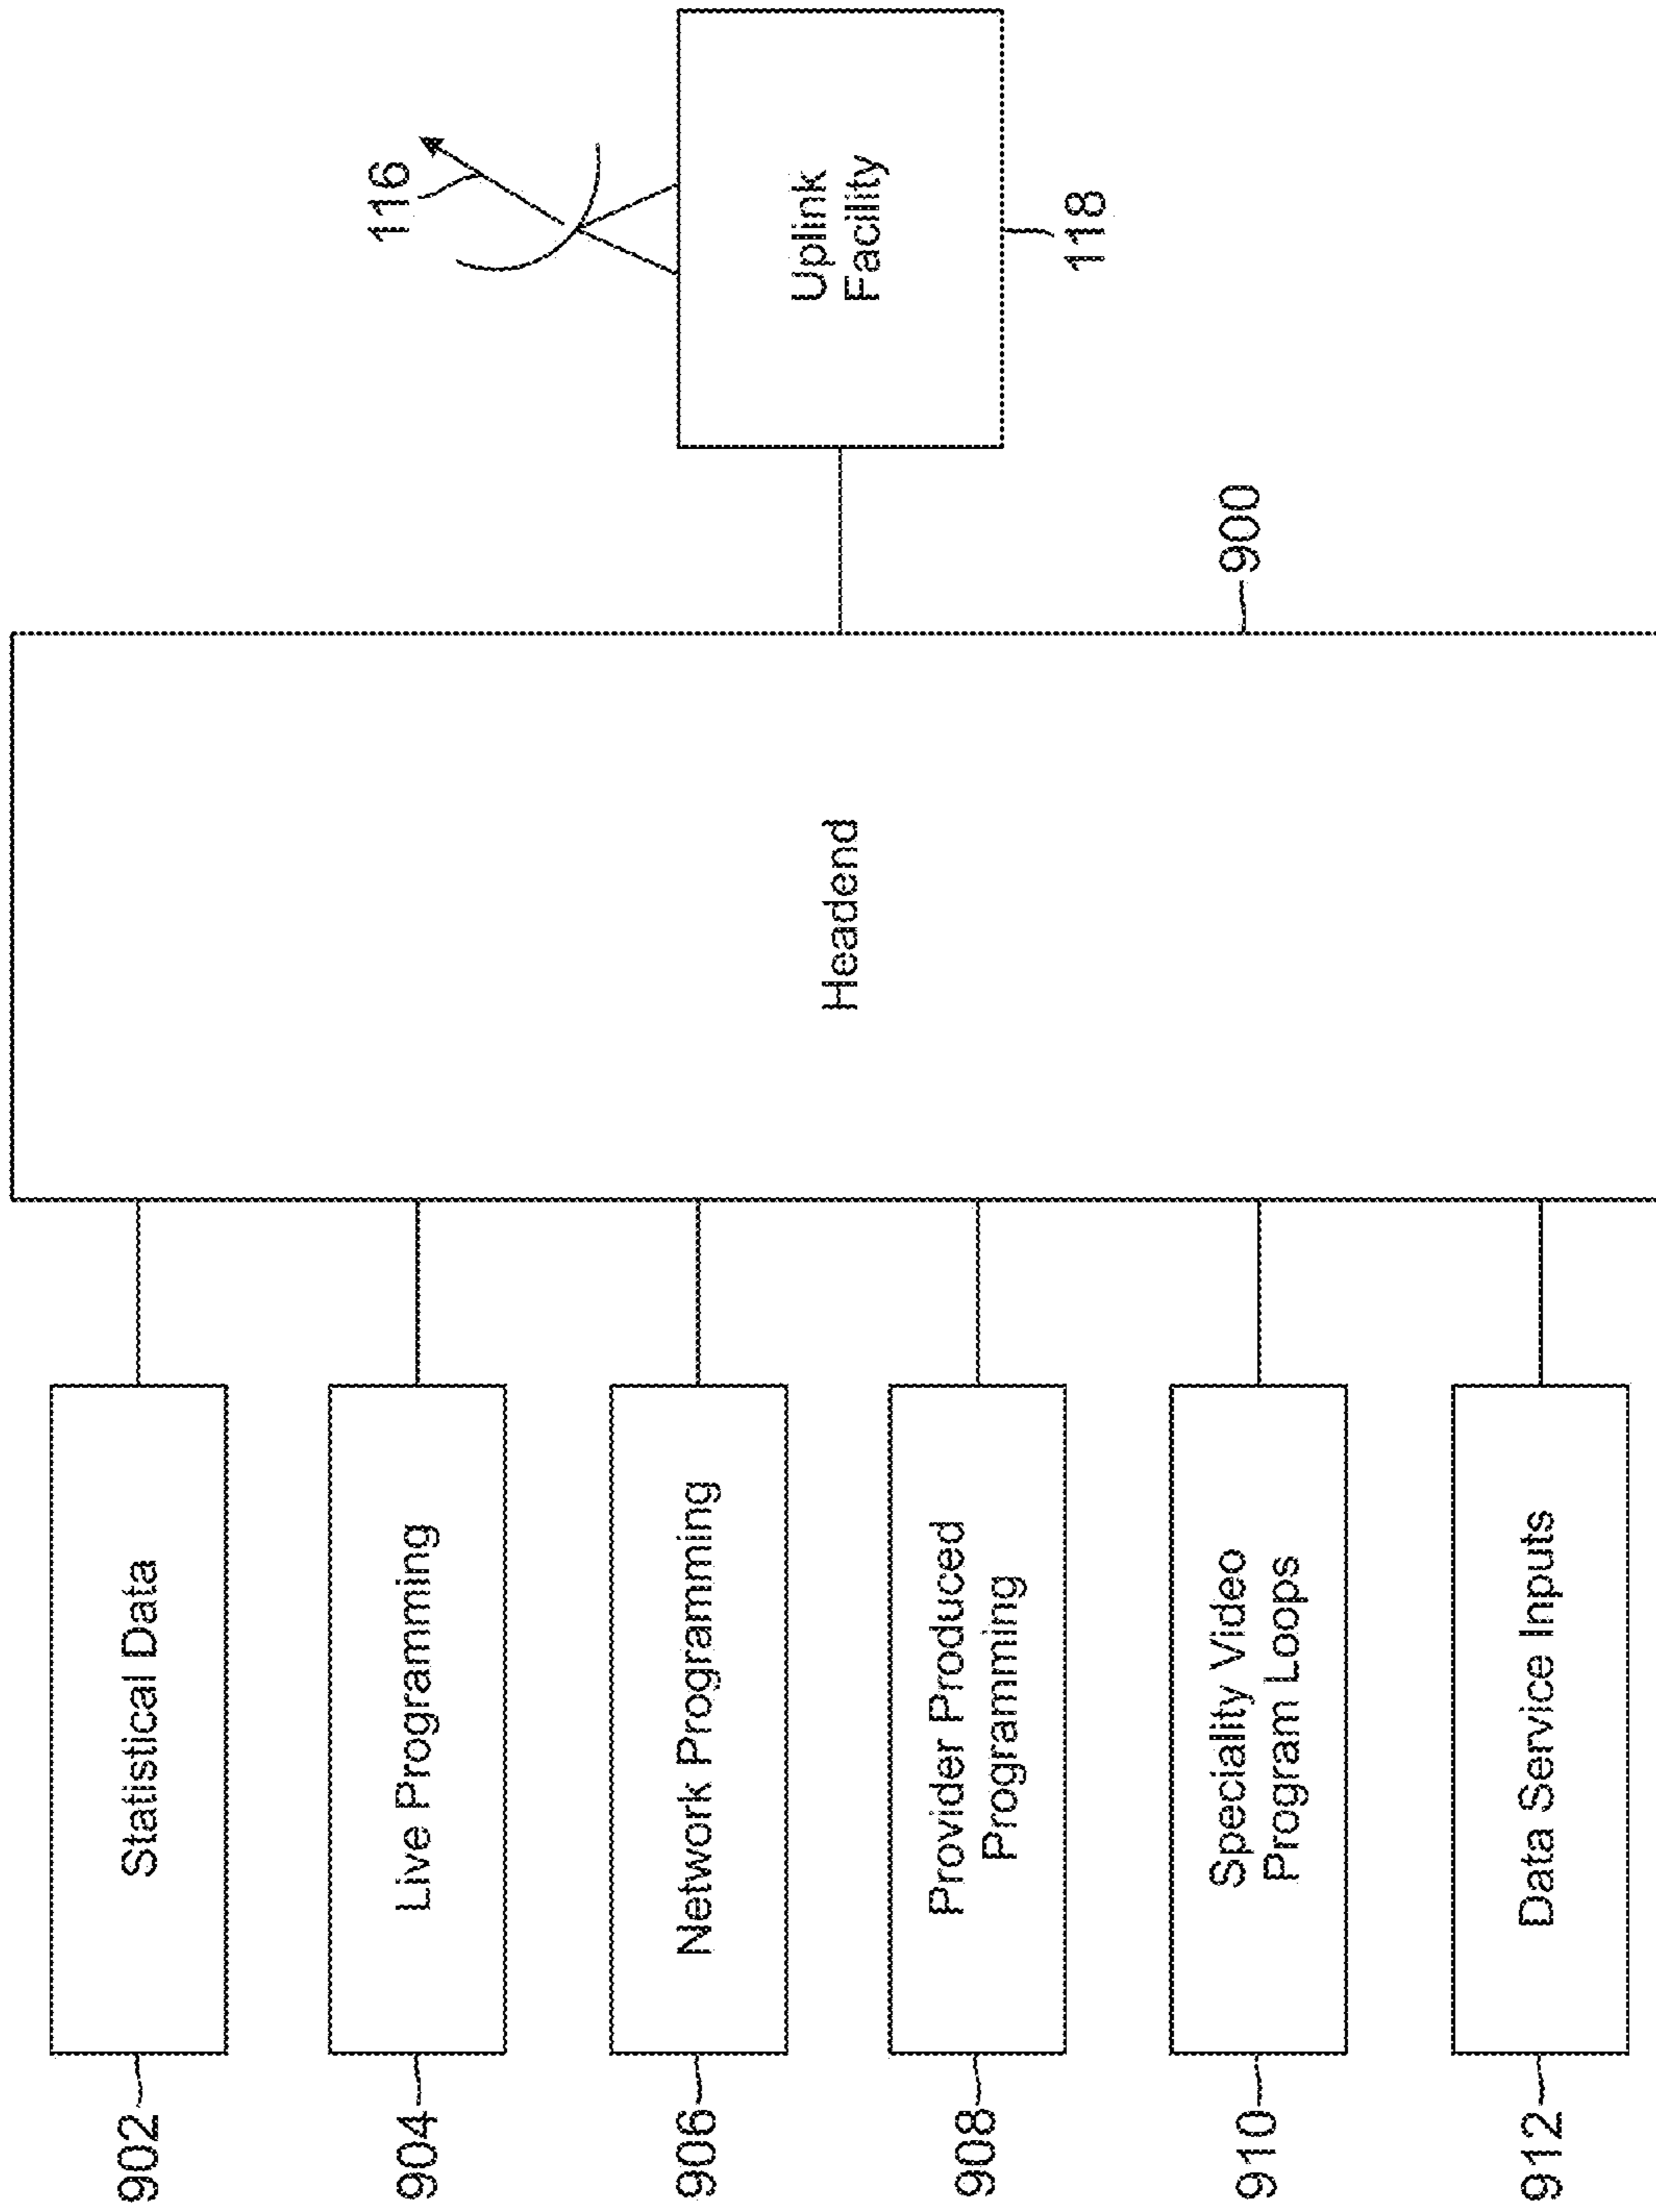 902
Statistical Data
904
Live Programming
906
Network Programming
908
Provider Produced
Programming
910
Speciality Video
Program Loops
912
Data Service Inputs
Headend
900
116
Uplink
Facility
118